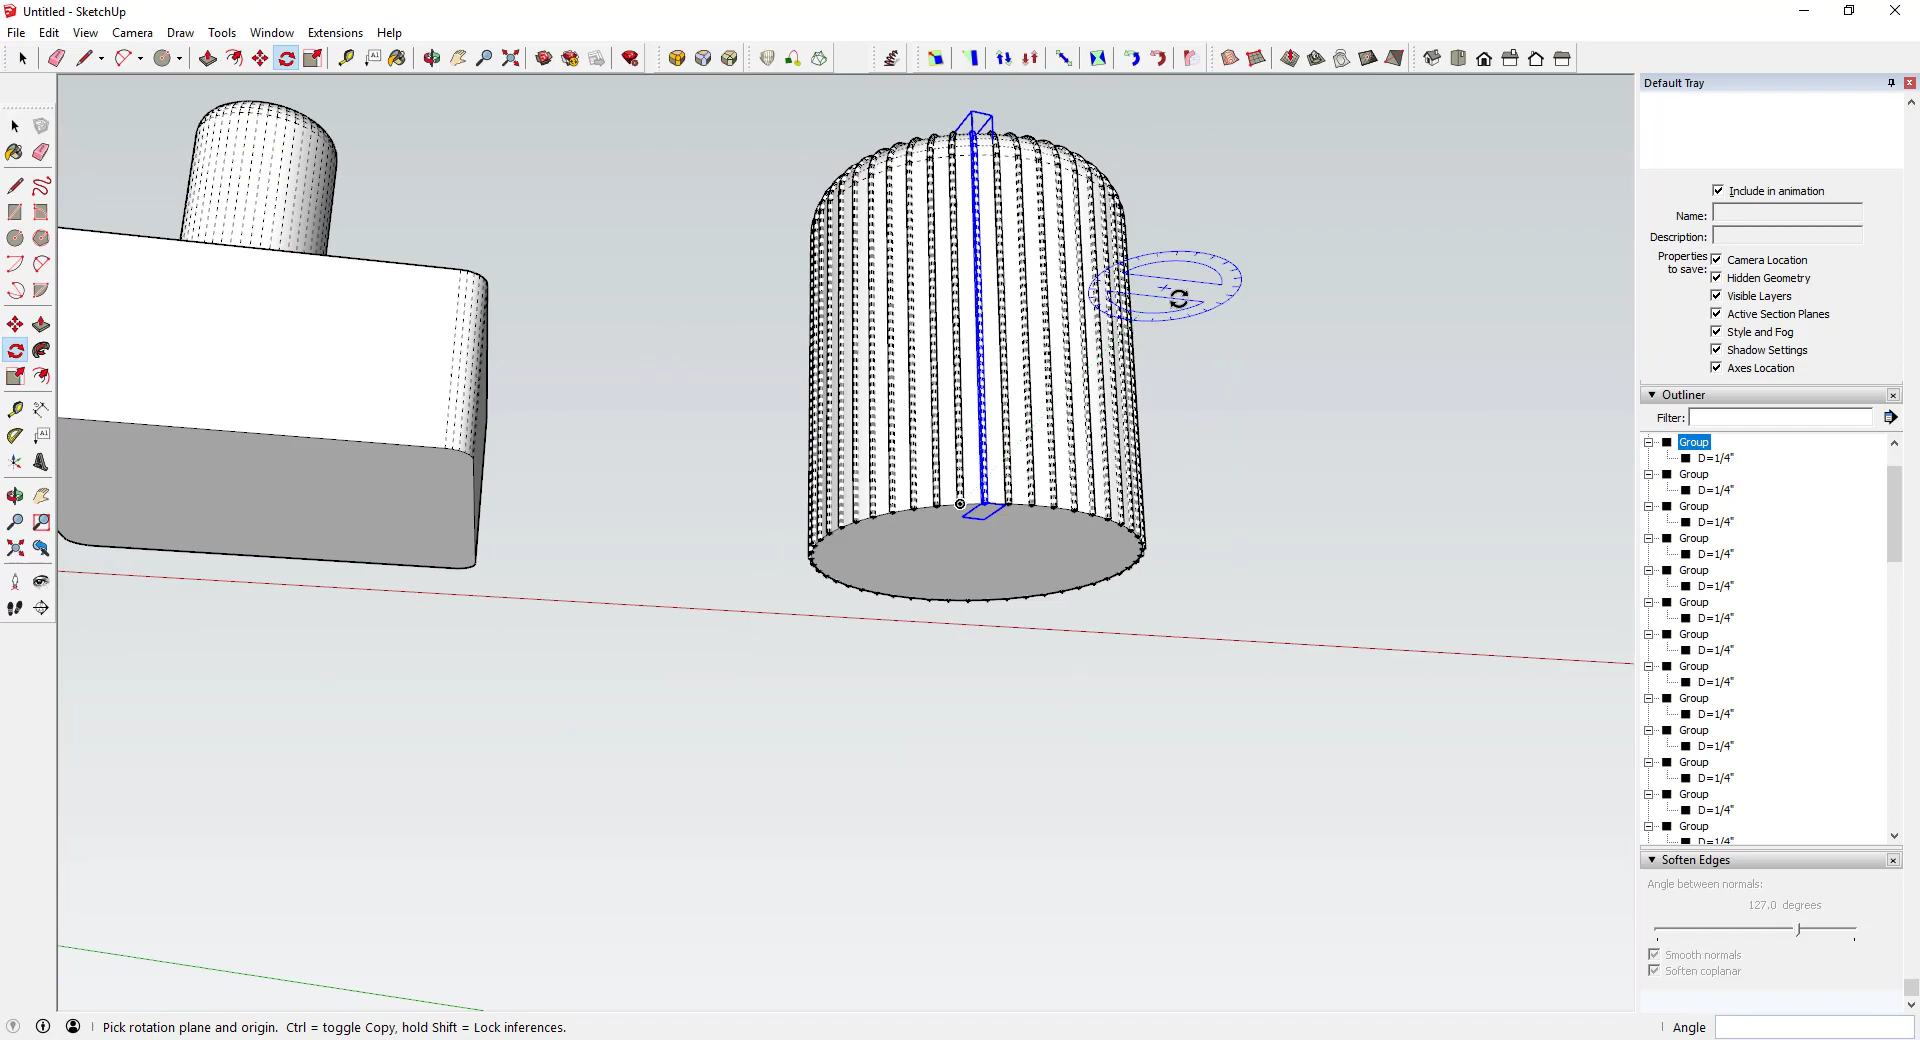 Untitled - SketchUp
File Edit View Camera Draw Tools Window Extensions Help
Default Tray
Include in animation
Name:
Description:
Properties to save:
Camera Location
Hidden Geometry
Visible Layers
Active Section Planes
Style and Fog
Shadow Settings
Axes Location
Outliner
Filter:
Group
D=1/4"
Group
D=1/4"
Group
D=1/4"
Group
D=1/4"
Group
D=1/4"
Group
D=1/4"
Group
D=1/4"
Group
D=1/4"
Group
D=1/4"
Group
D=1/4"
Group
D=1/4"
Group
D=1/4"
Group
D=1/4"
Soften Edges
Angle between normals:
127.0 degrees
Smooth normals
Soften coplanar
Pick rotation plane and origin. Ctrl = toggle Copy, hold Shift = Lock inferences.
Angle